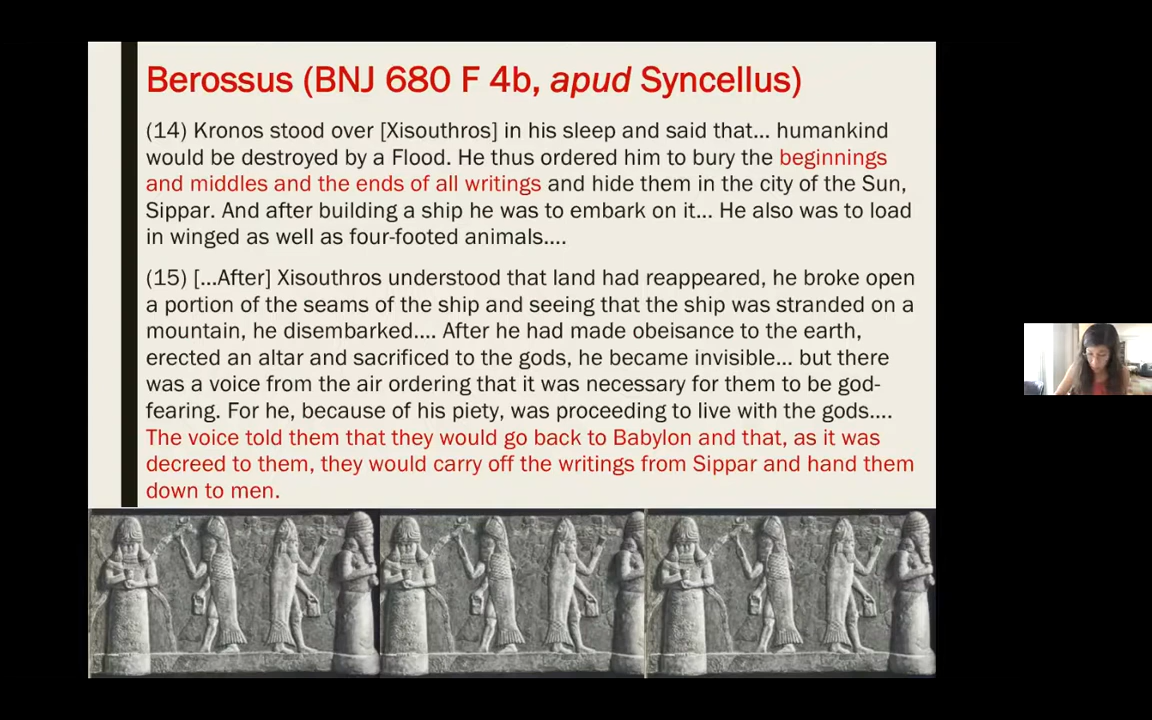 Berossus (BNJ 680 F 4b, apud Syncellus)
(14) Kronos stood over [Xisouthros] in his sleep and said that... humankind
would be destroyed by a Flood. He thus ordered him to bury the beginnings
and middles and the ends of all writings and hide them in the city of the Sun,
Sippar. And after building a ship he was to embark on it... He also was to load
in winged as well as four-footed animals....
(15) [...After] Xisouthros understood that land had reappeared, he broke open
a portion of the seams of the ship and seeing that the ship was stranded on a
mountain, he disembarked.... After he had made obeisance to the earth,
erected an altar and sacrificed to the gods, he became invisible... but there
was a voice from the air ordering that it was necessary for them to be god-
fearing. For he, because of his piety, was proceeding to live with the gods....
The voice told them that they would go back to Babylon and that, as it was
decreed to them, they would carry off the writings from Sippar and hand them
down to men.